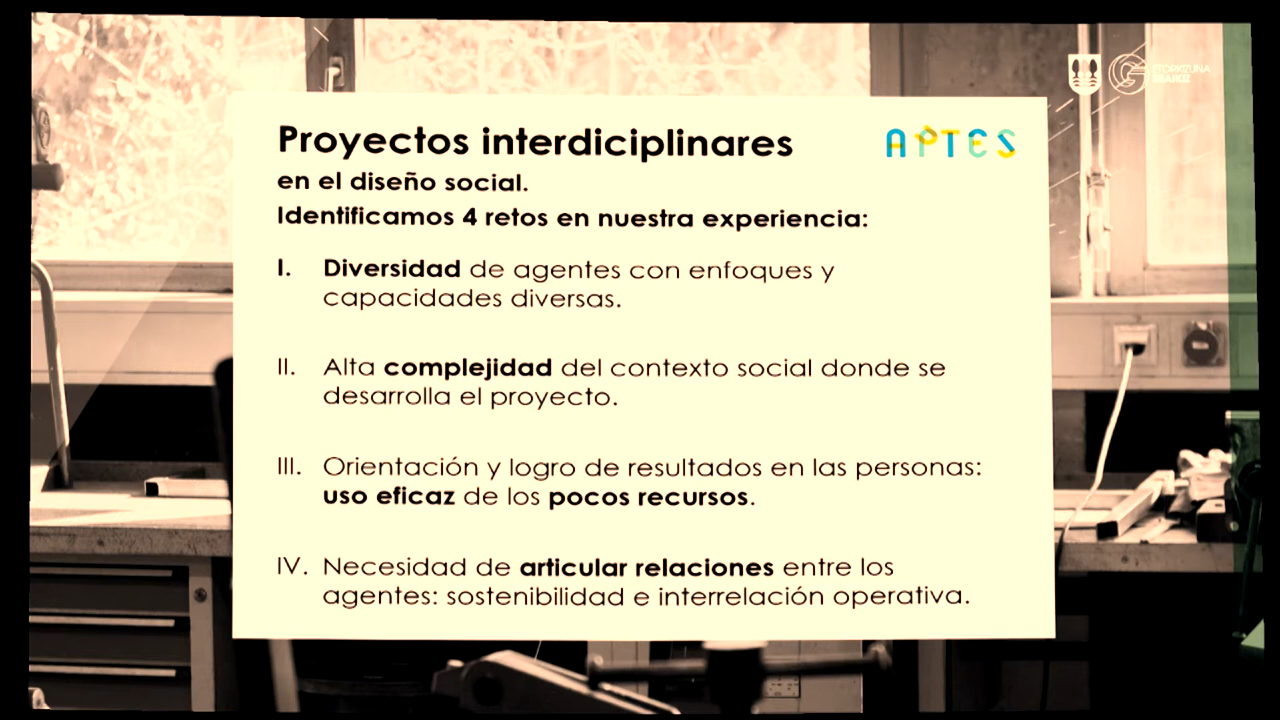 Proyectos interdiciplinares
APTES
en el diseño social.
Identificamos 4 retos en nuestra experiencia:
I. Diversidad de agentes con enfoques y
capacidades diversas.
II. Alta complejidad del contexto social donde se
desarrolla el proyecto.
III. Orientación y logro de resultados en las personas:
uso eficaz de los pocos recursos.
IV. Necesidad de articular relaciones entre los
agentes: sostenibilidad e interrelación operativa.